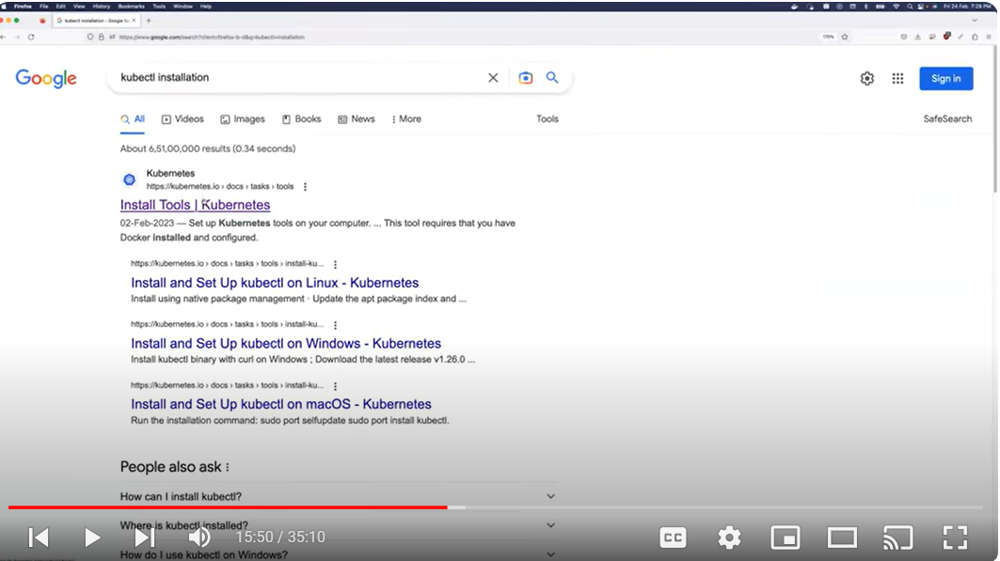 Firefox File Edit View History Bookmarks Tools Window Help
Fri 24 Feb 7:39 PM
kubectl installation - Google Se
https://www.google.com/search?client=firefox-b-d&q=kubectl+installation
170%
Google
kubectl installation
Sign in
All Videos Images Books News More Tools
SafeSearch
About 6,51,00,000 results (0.34 seconds)
Kubernetes
https://kubernetes.io › docs › tasks › tools
Install Tools | Kubernetes
02-Feb-2023 — Set up Kubernetes tools on your computer. ... This tool requires that you have
Docker installed and configured.
https://kubernetes.io › docs › tasks › tools › install-ku...
Install and Set Up kubectl on Linux - Kubernetes
Install using native package management · Update the apt package index and ...
https://kubernetes.io › docs › tasks › tools › install-ku...
Install and Set Up kubectl on Windows - Kubernetes
Install kubectl binary with curl on Windows ; Download the latest release v1.26.0 ...
https://kubernetes.io › docs › tasks › tools › install-ku...
Install and Set Up kubectl on macOS - Kubernetes
Run the installation command: sudo port selfupdate sudo port install kubectl.
People also ask
How can I install kubectl?
Where is kubectl installed?
15:50 / 35:10
CC
How do I use kubectl on Windows?